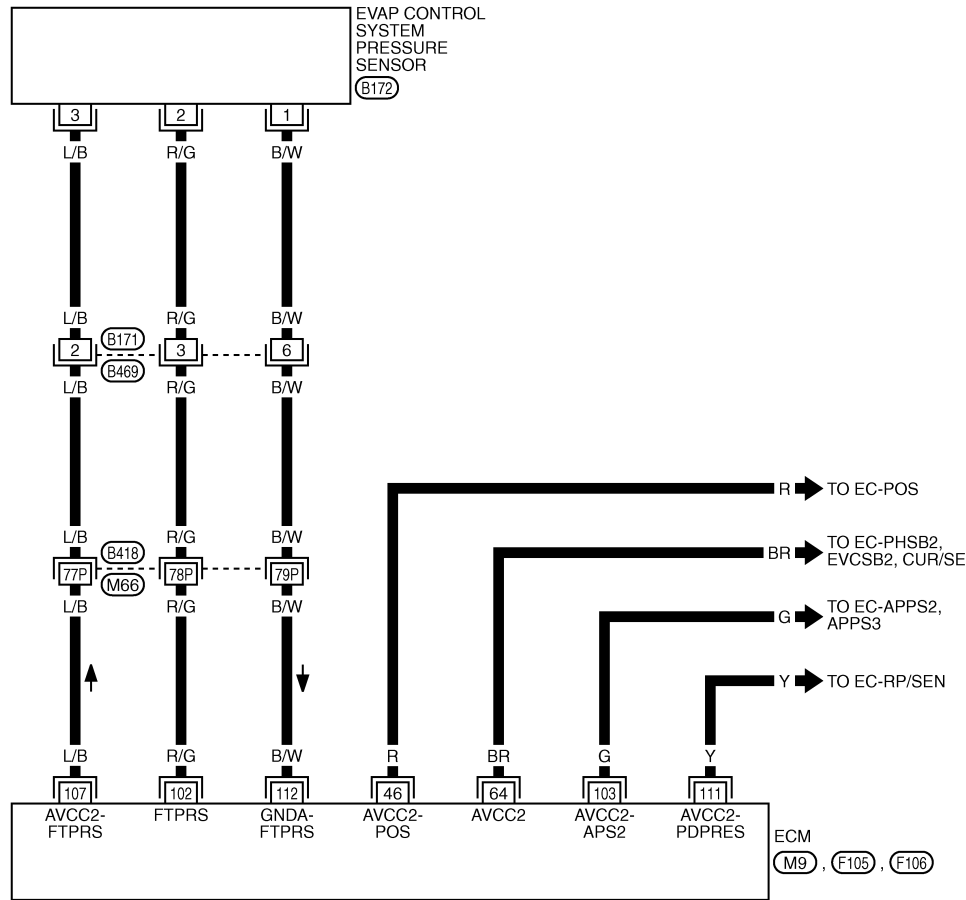 EVAP CONTROL
SYSTEM
PRESSURE
SENSOR
B172
3 2 1
L/B R/G B/W
L/B R/G B/W
B171
2 3 6
B469
L/B R/G B/W
L/B R/G B/W
B418
77P 78P 79P
M66
L/B R/G B/W
R TO EC-POS
BR TO EC-PHSB2,
EVCSB2, CUR/SE
G TO EC-APPS2,
APPS3
Y TO EC-RP/SEN
L/B R/G B/W R BR G Y
107 102 112 46 64 103 111
AVCC2- FTPRS GNDA- AVCC2- AVCC2 AVCC2- AVCC2-
FTPRS FTPRS POS APS2 PDPRES
ECM
M9 , F105 , F106